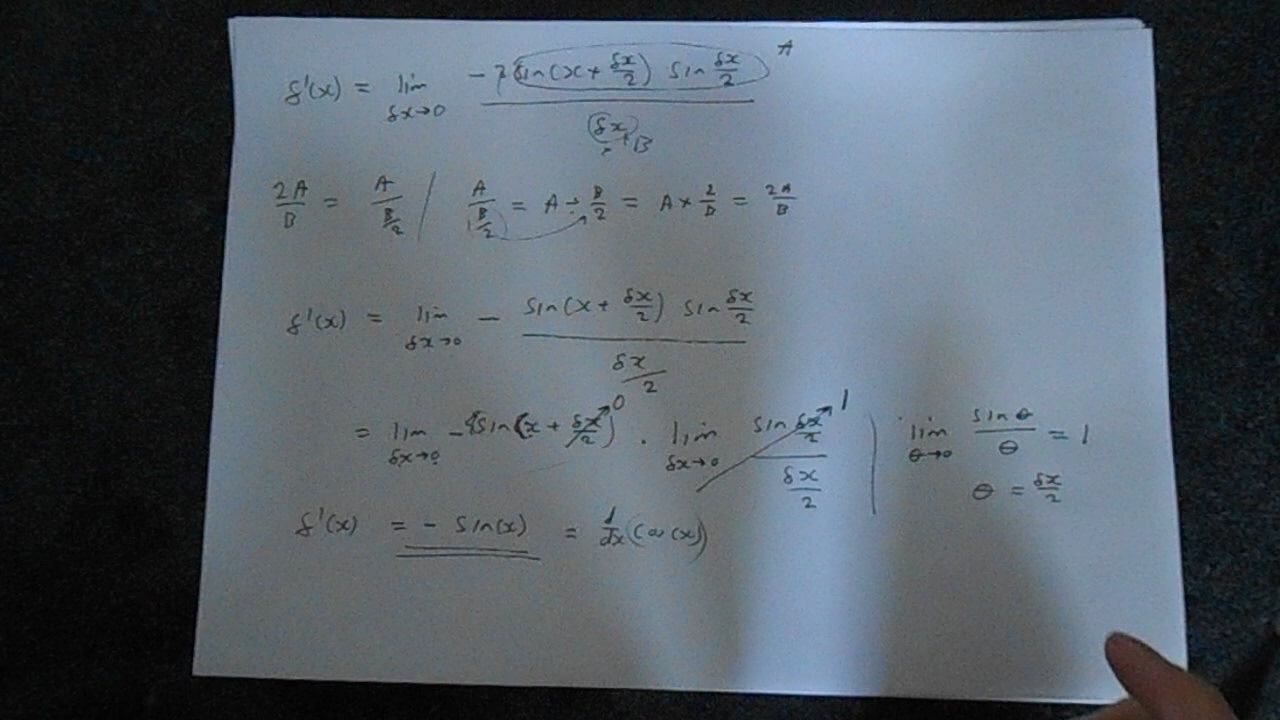 f'(x) = lim δx→0 -2 sin(x + δx/2) sin δx/2 / δx A B
2A/B = A/(B/2) / A/(B/2) = A ÷ B/2 = A × 2/B = 2A/B
f'(x) = lim δx→0 - sin(x + δx/2) sin δx/2 / δx/2
= lim δx→0 - sin(x + δx/2) 0 . lim δx→0 sin δx/2 / δx/2 1 | lim θ→0 sin θ/θ = 1
θ = δx/2
f'(x) = - sin(x) = d/dx (cos(x))